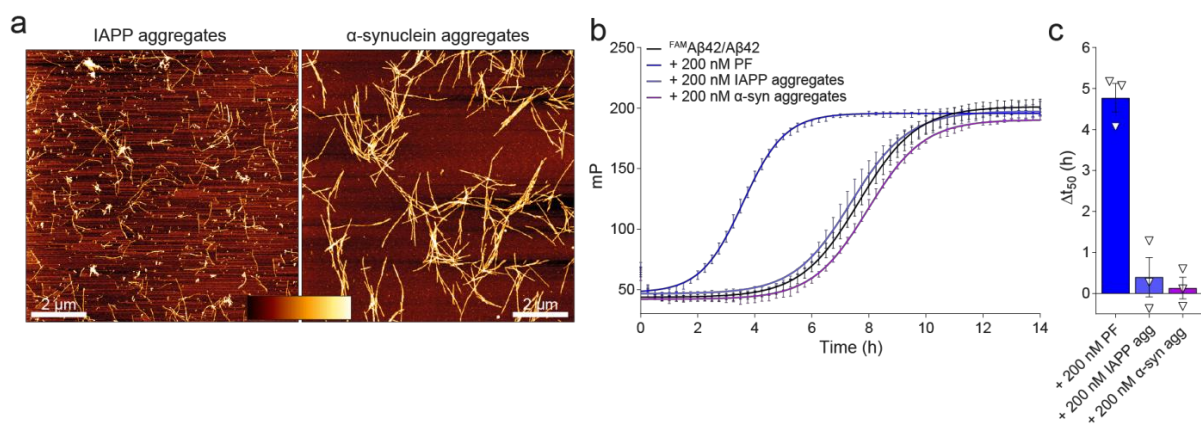 a
IAPP aggregates
α-synuclein aggregates
2 µm
2 µm
b
FAMAβ42/Aβ42
+ 200 nM PF
+ 200 nM IAPP aggregates
+ 200 nM α-syn aggregates
250
200
150
100
50
mP
0 2 4 6 8 10 12 14
Time (h)
c
6
5
4
3
2
1
0
Δt50 (h)
+ 200 nM PF
+ 200 nM IAPP agg
+ 200 nM α-syn agg